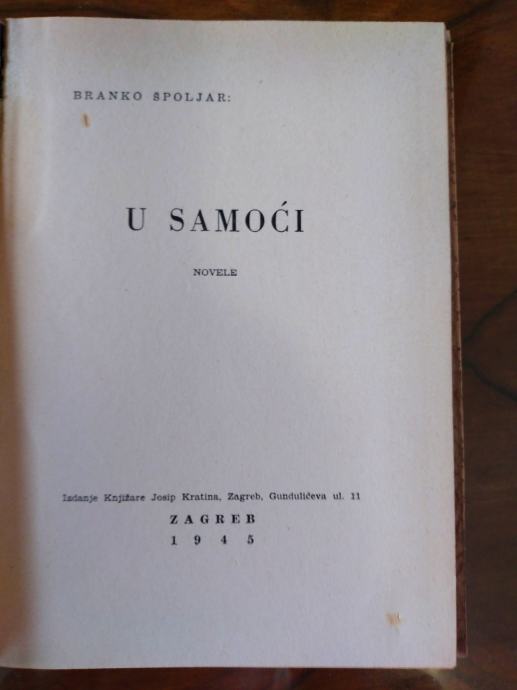 BRANKO ŠPOLJAR:
U SAMOĆI
NOVELE
Izdanje Knjižare Josip Kratina, Zagreb, Gundulićeva ul. 11
ZAGREB
1945